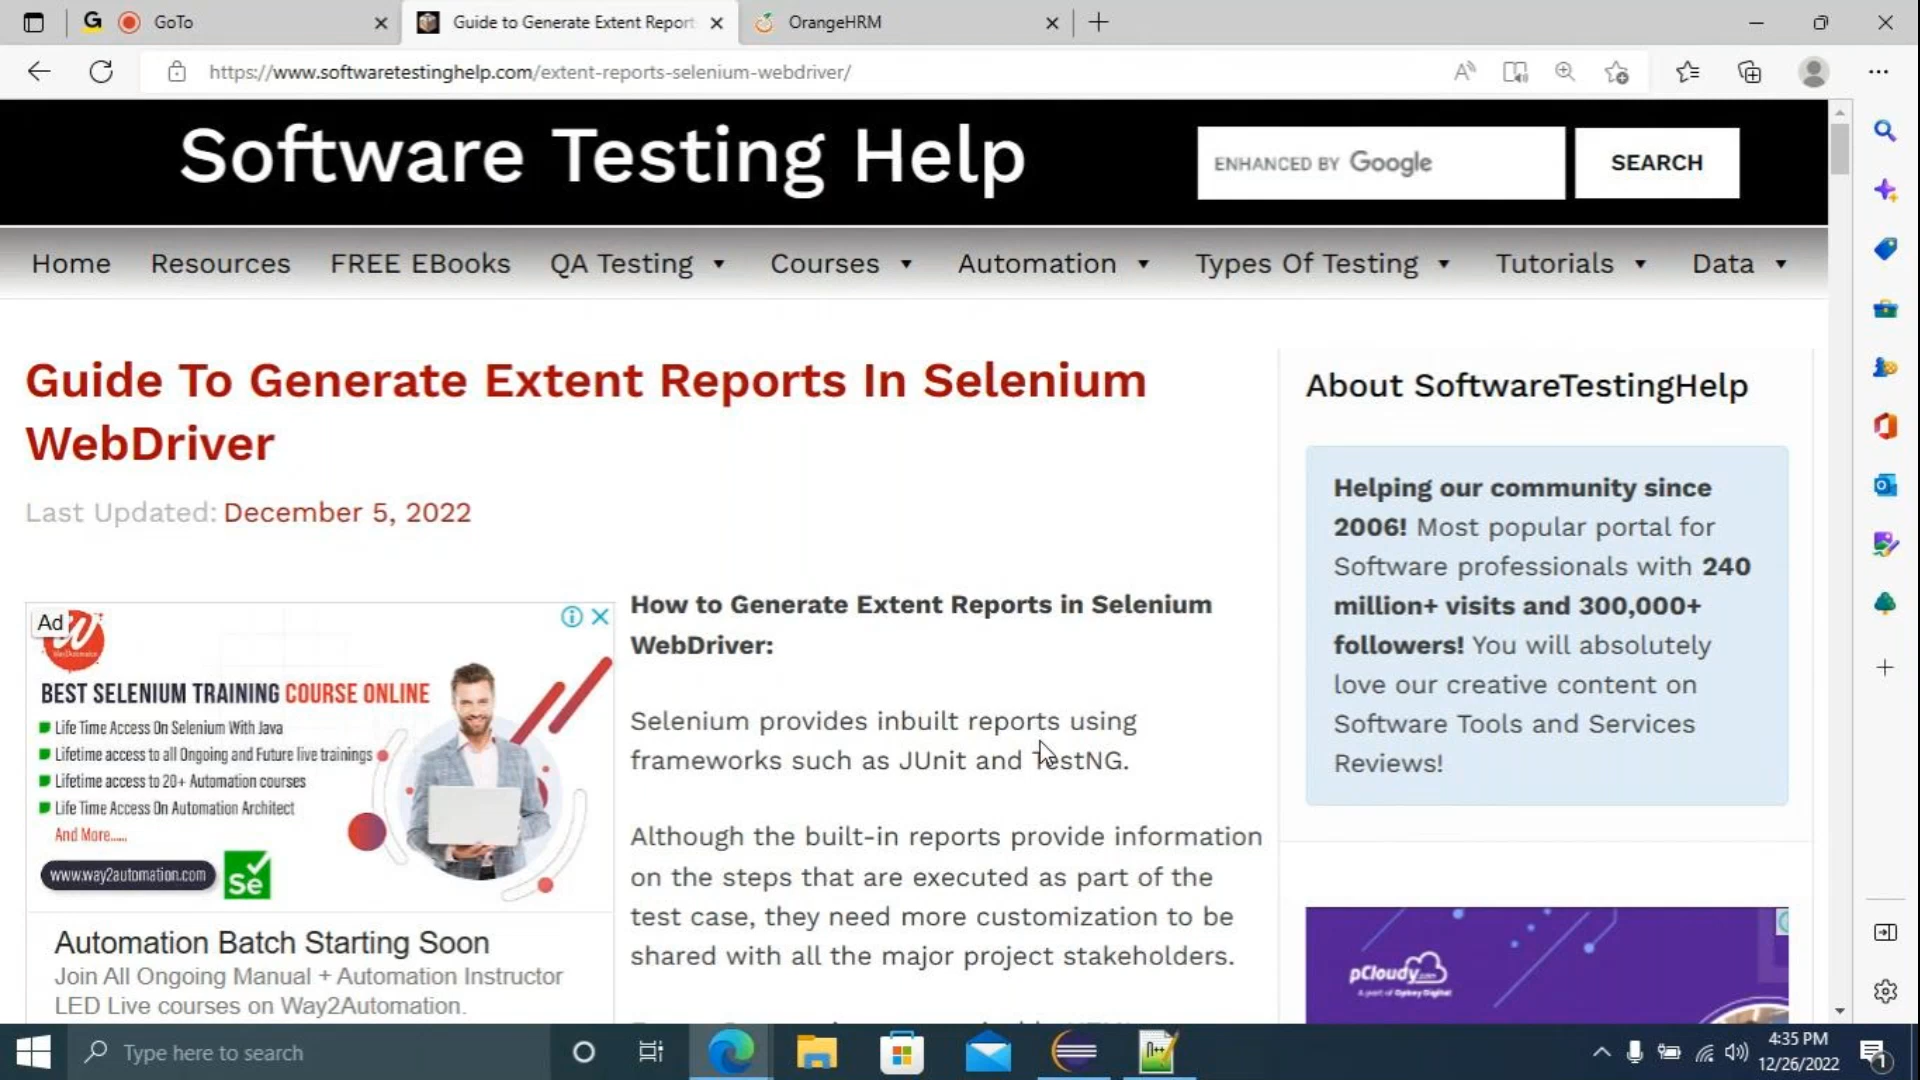 GoTo
Guide to Generate Extent Report
OrangeHRM
https://www.softwaretestinghelp.com/extent-reports-selenium-webdriver/
Software Testing Help
ENHANCED BY Google
SEARCH
Home Resources FREE EBooks QA Testing Courses Automation Types Of Testing Tutorials Data
Guide To Generate Extent Reports In Selenium
WebDriver
Last Updated: December 5, 2022
About SoftwareTestingHelp
Helping our community since
2006! Most popular portal for
Software professionals with 240
million+ visits and 300,000+
followers! You will absolutely
love our creative content on
Software Tools and Services
Reviews!
Ad
BEST SELENIUM TRAINING COURSE ONLINE
Life Time Access On Selenium With Java
Lifetime access to all Ongoing and Future live trainings
Lifetime access to 20+ Automation courses
Life Time Access On Automation Architect
And More......
www.way2automation.com
Se
Automation Batch Starting Soon
Join All Ongoing Manual + Automation Instructor
LED Live courses on Way2Automation.
How to Generate Extent Reports in Selenium
WebDriver:
Selenium provides inbuilt reports using
frameworks such as JUnit and TestNG.
Although the built-in reports provide information
on the steps that are executed as part of the
test case, they need more customization to be
shared with all the major project stakeholders.
pCloudy.com
A part of Opkey Digital
Type here to search
4:35 PM
12/26/2022
1